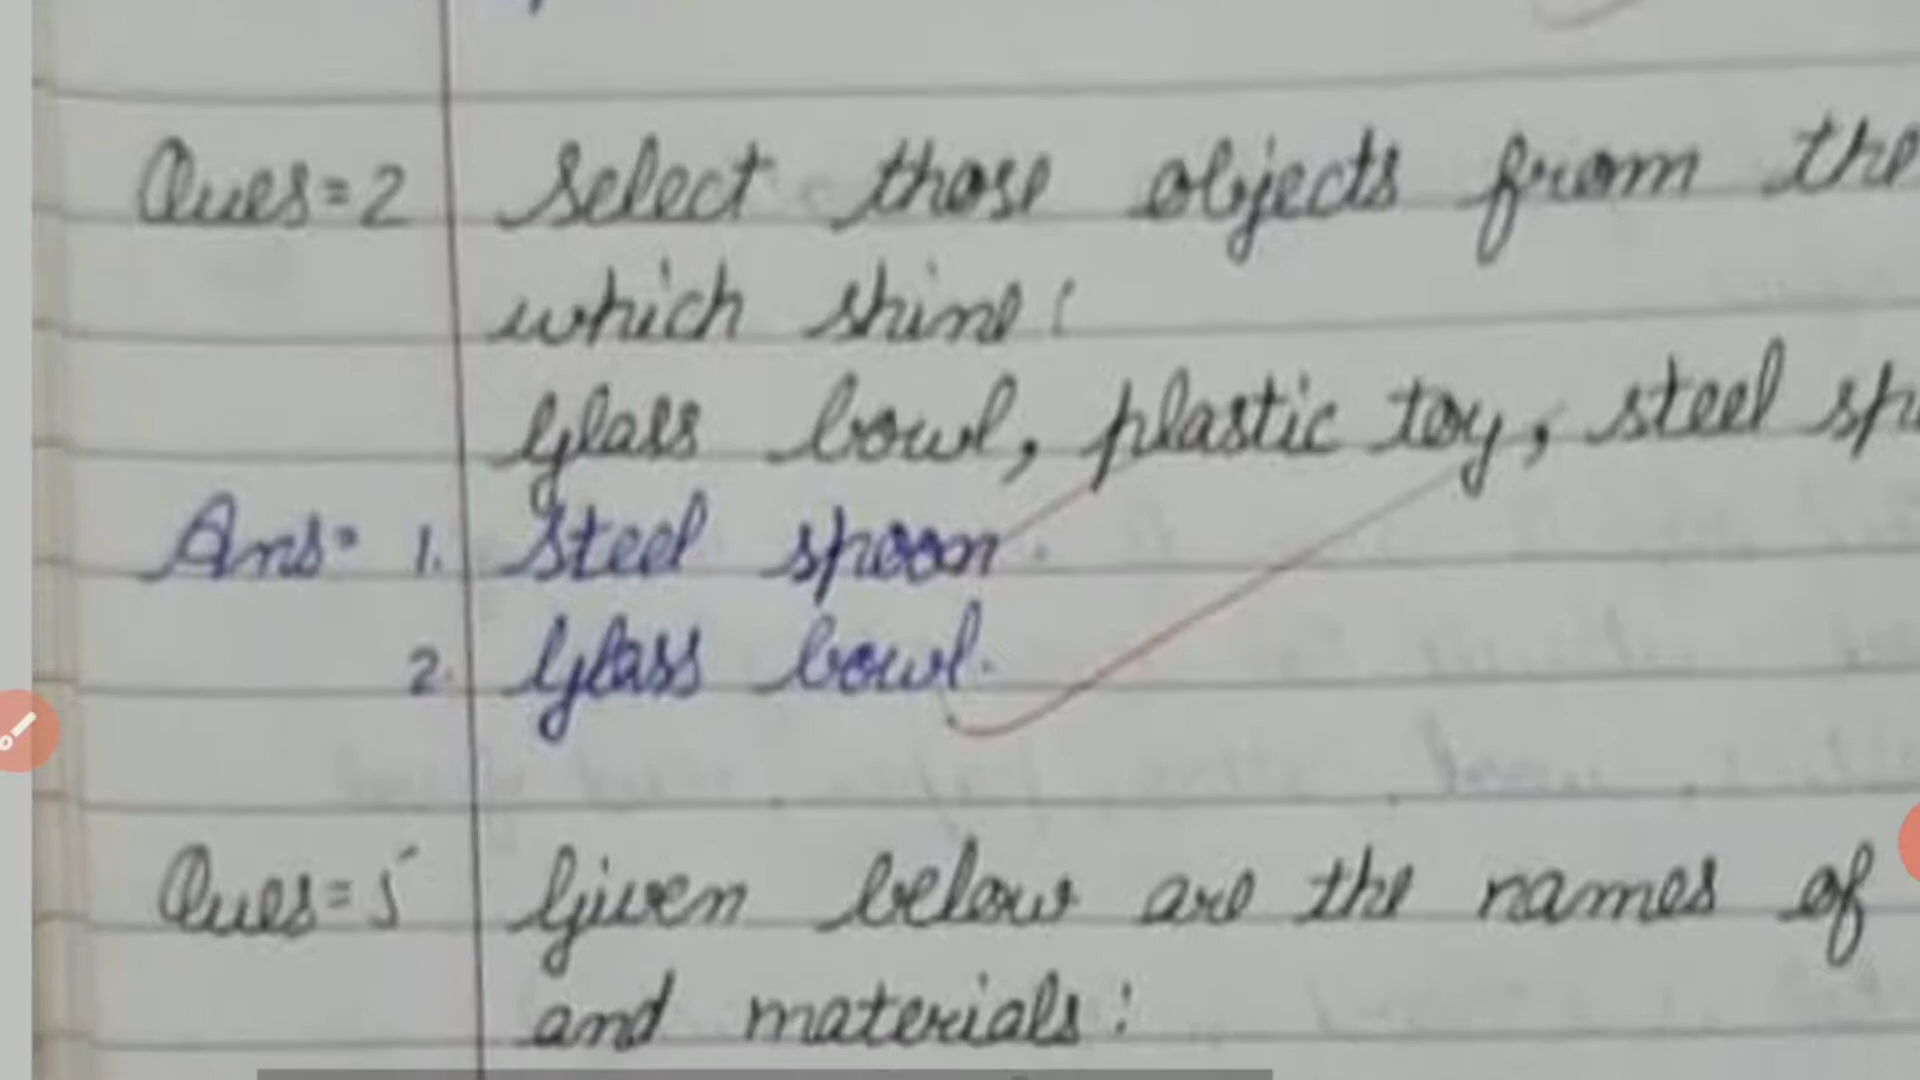 Ques=2 Select those objects from the
which shine:
Glass bowl, plastic toy, steel
Ans= 1. Steel spoon.
2. Glass bowl.
Ques=5 Given below are the names of
and materials: